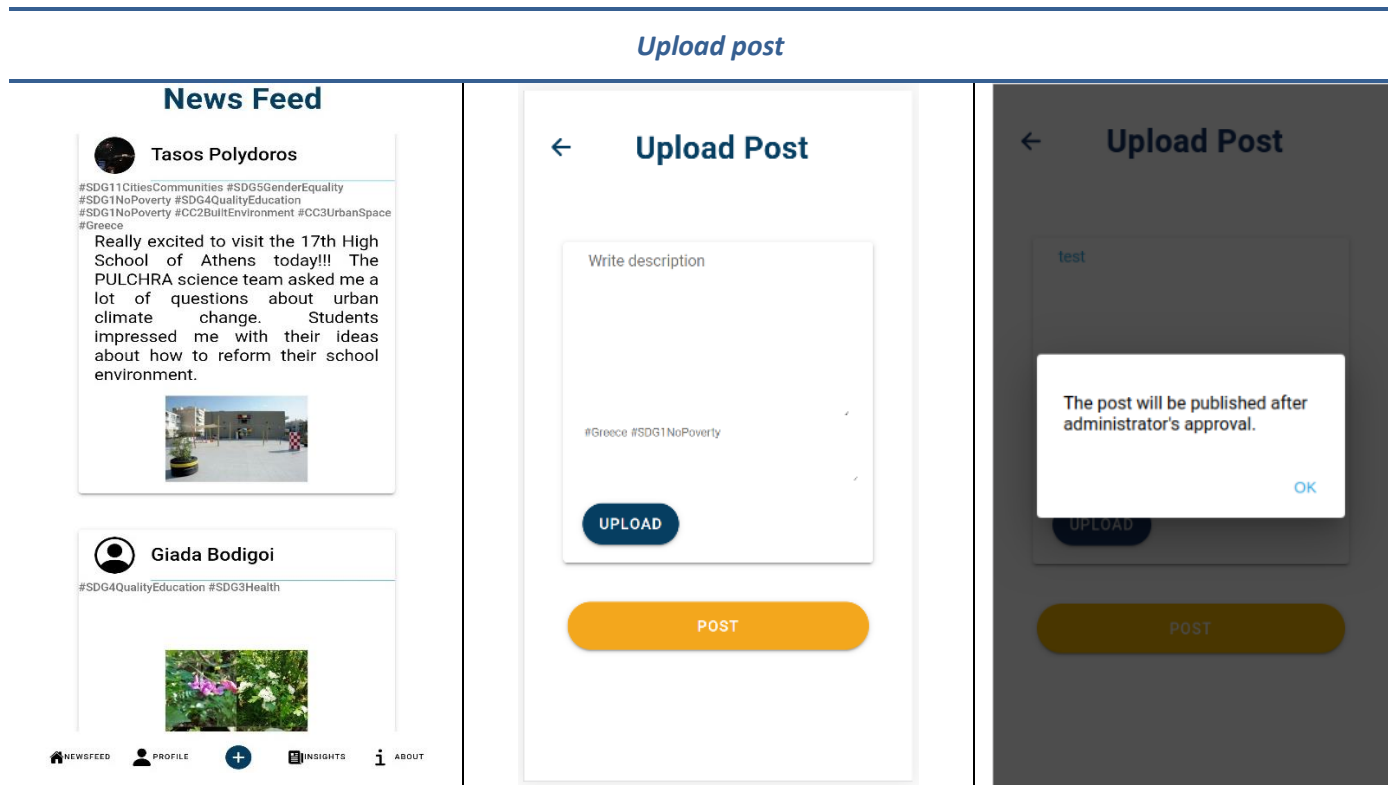 Upload post
News Feed
Tasos Polydoros
#SDG11CitiesCommunities #SDG5GenderEquality
#SDG1NoPoverty #SDG4QualityEducation
#SDG1NoPoverty #CC2BuiltEnvironment #CC3UrbanSpace
#Greece
Really excited to visit the 17th High
School of Athens today!!! The
PULCHRA science team asked me a
lot of questions about urban
climate change. Students
impressed me with their ideas
about how to reform their school
environment.
Giada Bodigoi
#SDG4QualityEducation #SDG3Health
NEWSFEED PROFILE + INSIGHTS i ABOUT
← Upload Post
Write description
#Greece #SDG1NoPoverty
UPLOAD
POST
← Upload Post
test
The post will be published after
administrator's approval.
OK
UPLOAD
POST